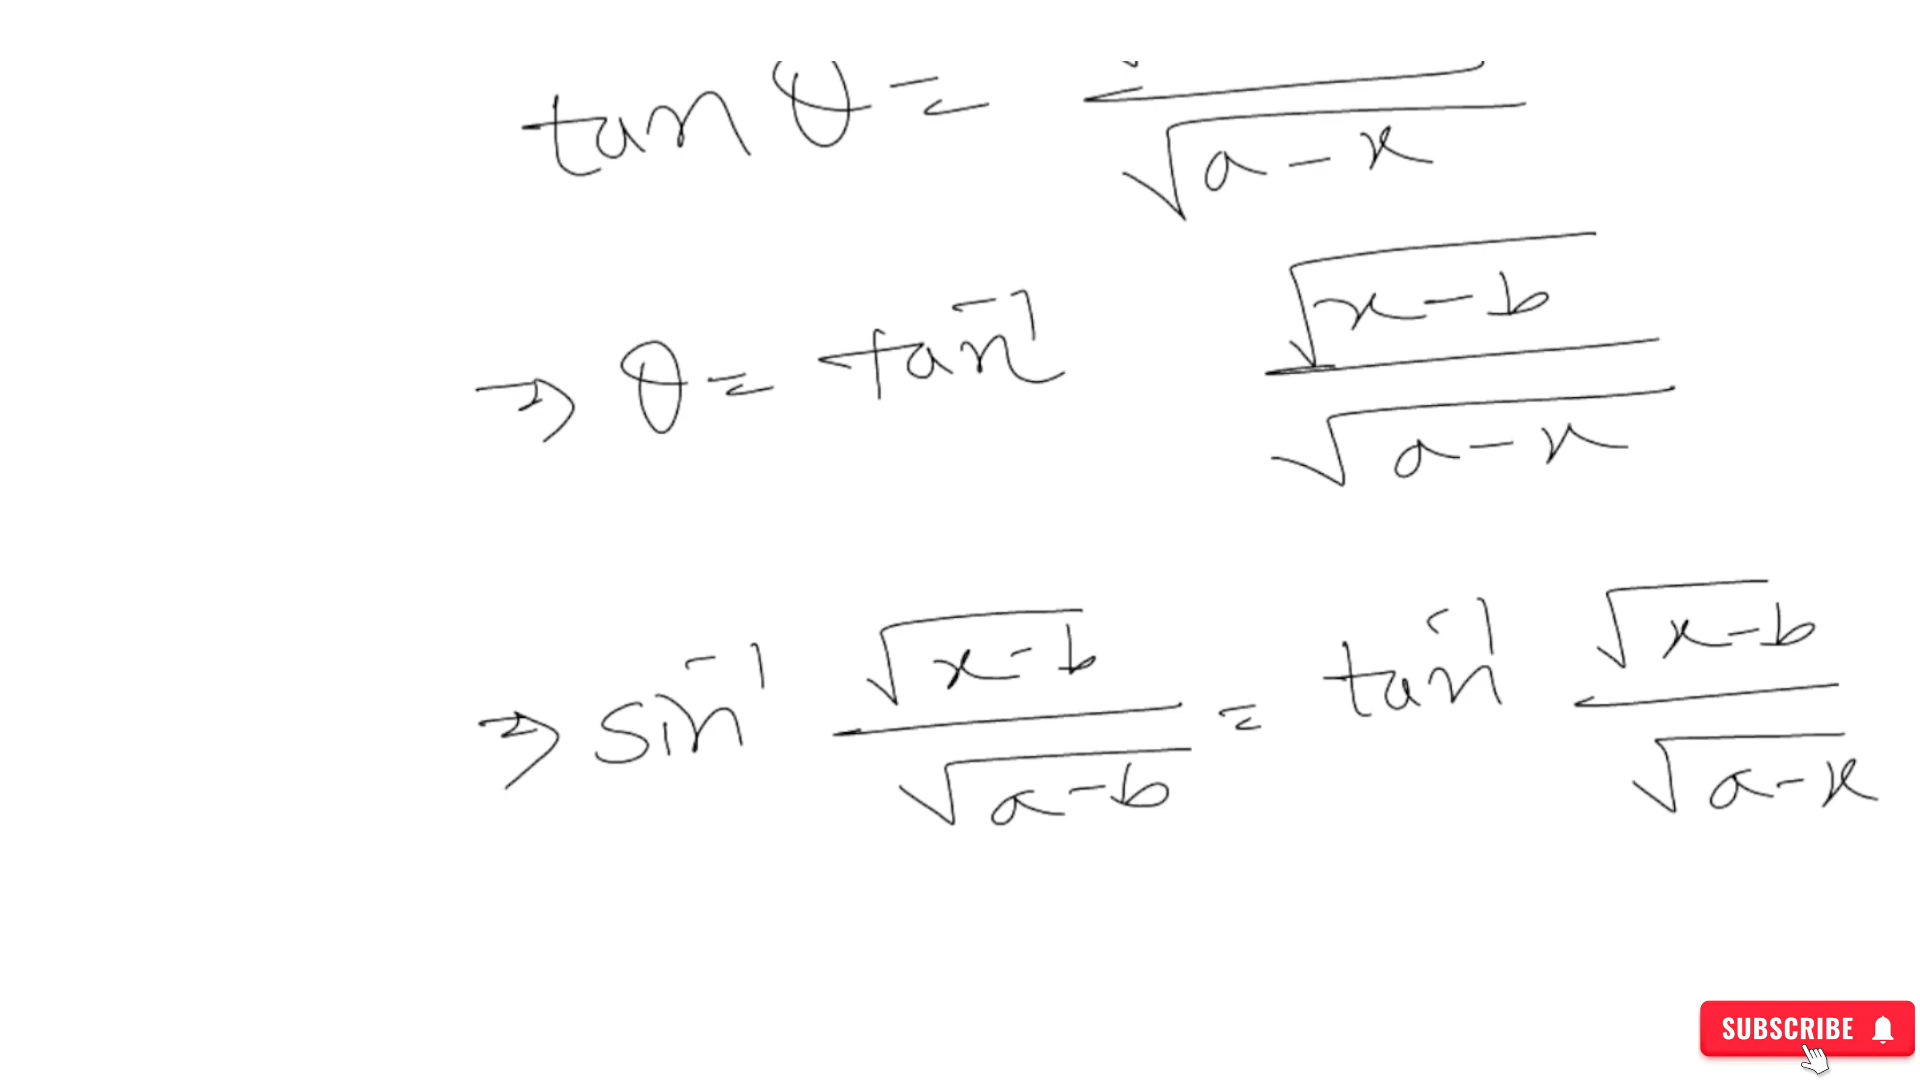 tan θ = / √(a-x)
⇒ θ = tan⁻¹ √(x-b) / √(a-x)
⇒ sin⁻¹ √(x-b) / √(a-b) = tan⁻¹ √(x-b) / √(a-x)
SUBSCRIBE